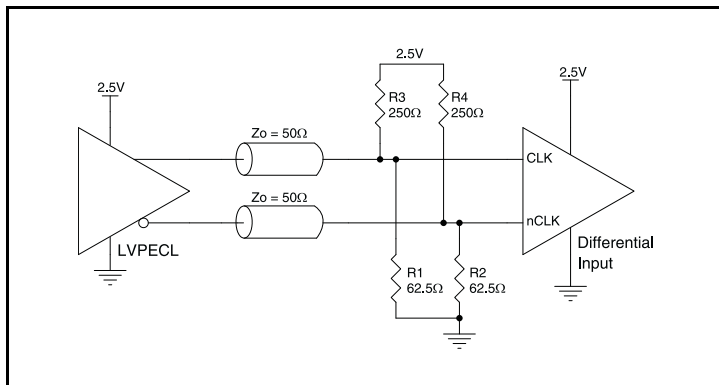 2.5V
2.5V
2.5V
R3
250Ω
R4
250Ω
Zo = 50Ω
CLK
Zo = 50Ω
nCLK
LVPECL
Differential
Input
R1
62.5Ω
R2
62.5Ω